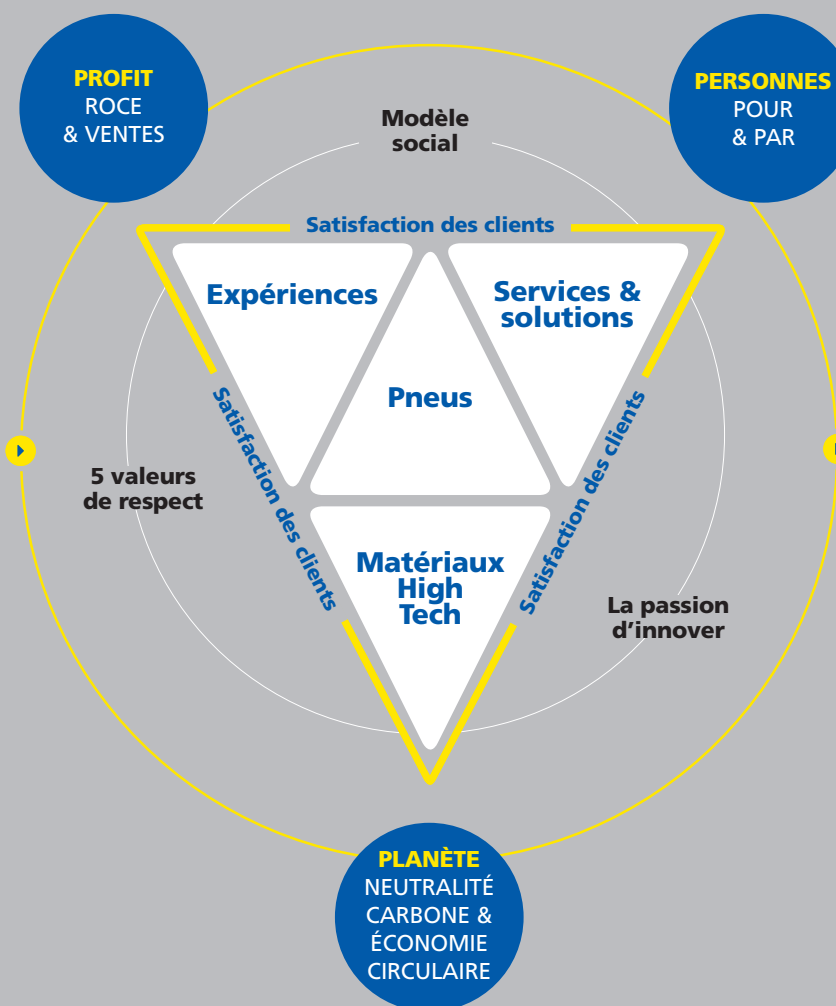 PROFIT
ROCE
& VENTES
PERSONNES
POUR
& PAR
Modèle
social
Satisfaction des clients
Expériences
Services &
solutions
Pneus
Satisfaction des clients
Satisfaction des clients
5 valeurs
de respect
Matériaux
High
Tech
La passion
d’innover
PLANÈTE
NEUTRALITÉ
CARBONE &
ÉCONOMIE
CIRCULAIRE